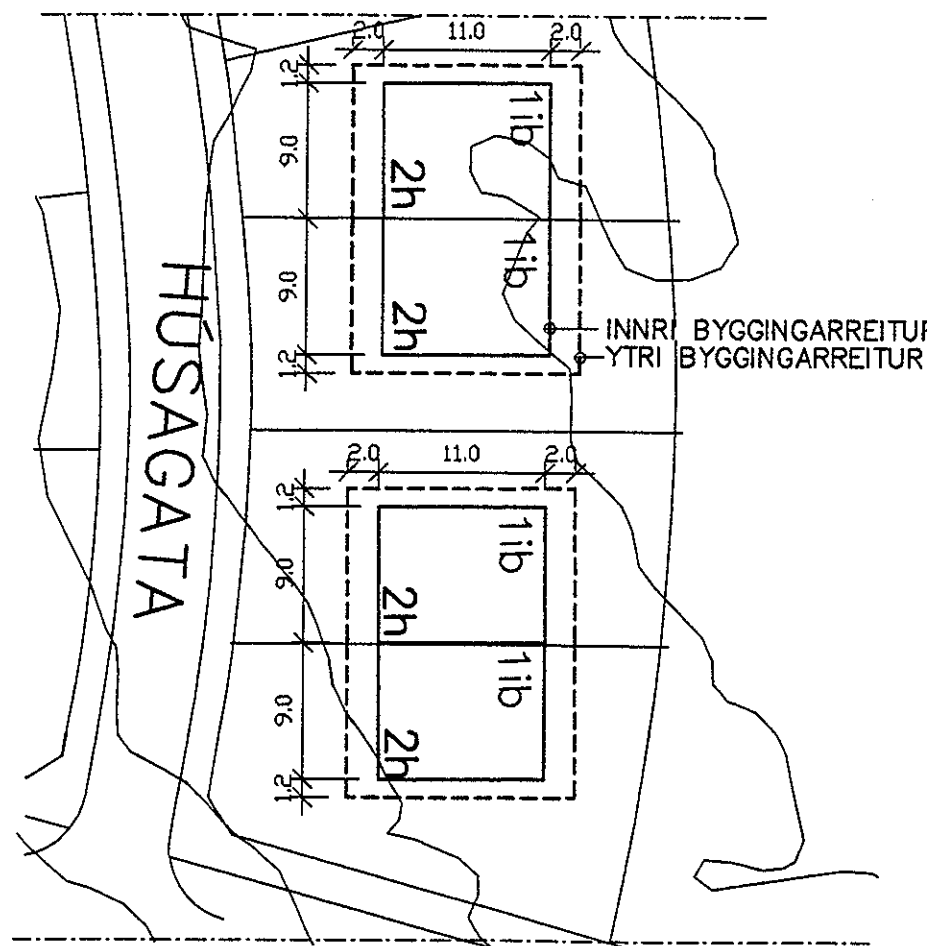 2.0 11.0 2.0
1.2
9.0
9.0
1.2
1ib
2h
1ib
2h
HÚSAGATA
INNRI BYGGINGARREITUR
YTRI BYGGINGARREITUR
2.0 11.0 2.0
1.2
9.0
9.0
1.2
1ib
2h
1ib
2h